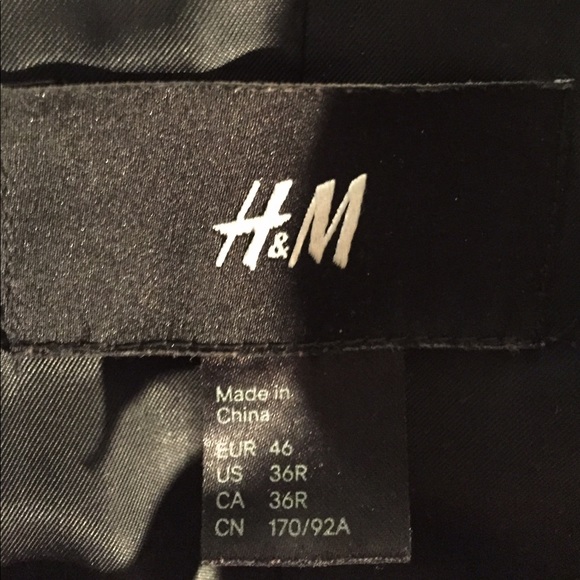 H&M
Made in
China
EUR 46
US 36R
CA 36R
CN 170/92A